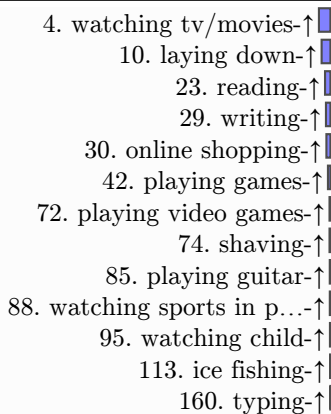 4. watching tv/movies-↑
10. laying down-↑
23. reading-↑
29. writing-↑
30. online shopping-↑
42. playing games-↑
72. playing video games-↑
74. shaving-↑
85. playing guitar-↑
88. watching sports in p...-↑
95. watching child-↑
113. ice fishing-↑
160. typing-↑